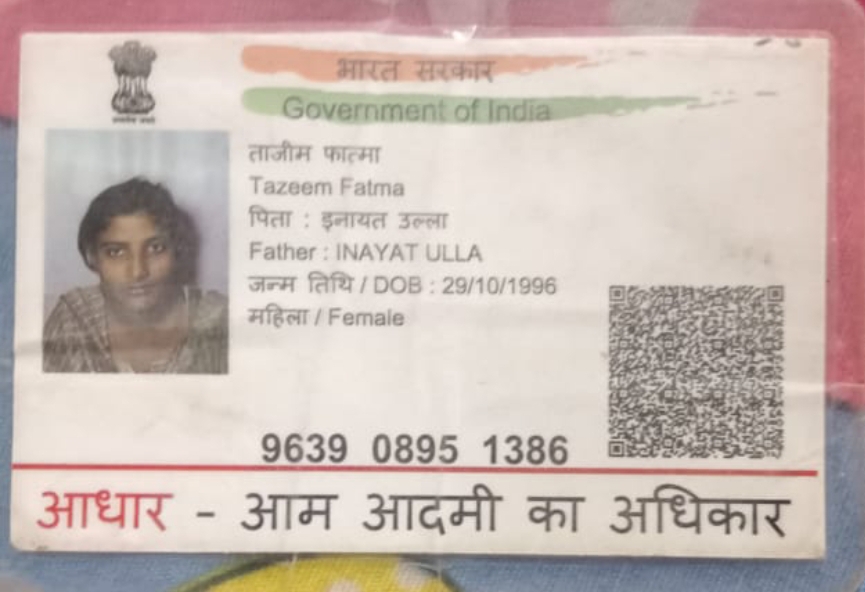 भारत सरकार
Government of India
ताजीम फात्मा
Tazeem Fatma
पिता : इनायत उल्ला
Father : INAYAT ULLA
जन्म तिथि / DOB : 29/10/1996
महिला / Female
9639 0895 1386
आधार - आम आदमी का अधिकार